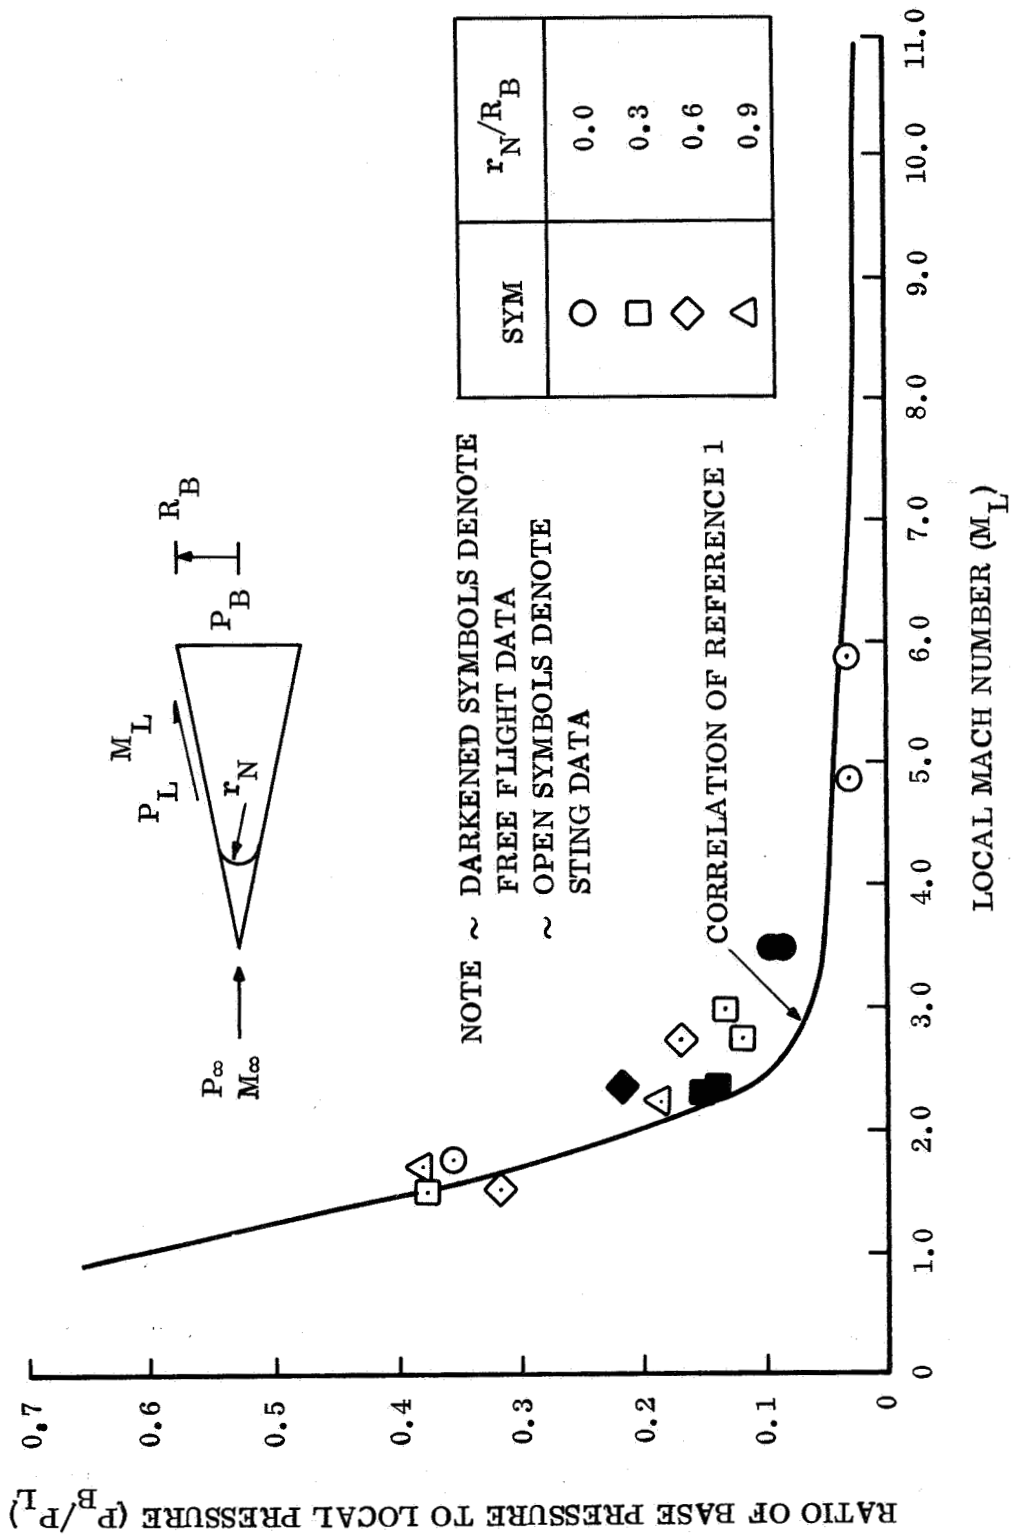 RATIO OF BASE PRESSURE TO LOCAL PRESSURE (P_B/P_L)
0.7
0.6
0.5
0.4
0.3
0.2
0.1
0
P∞
M∞
P_L
M_L
r_N
P_B
R_B
NOTE ~ DARKENED SYMBOLS DENOTE
FREE FLIGHT DATA
~ OPEN SYMBOLS DENOTE
STING DATA
SYM
r_N/R_B
0.0
0.3
0.6
0.9
CORRELATION OF REFERENCE 1
0
1.0
2.0
3.0
4.0
5.0
6.0
7.0
8.0
9.0
10.0
11.0
LOCAL MACH NUMBER (M_L)